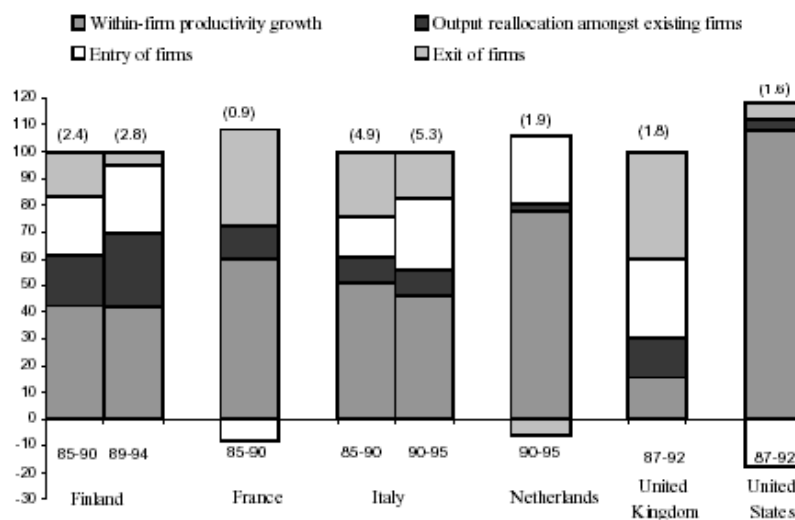 Within-firm productivity growth
Output reallocation amongst existing firms
Entry of firms
Exit of firms
120
110
100
90
80
70
60
50
40
30
20
10
0
-10
-20
-30
(2.4)
(2.8)
(0.9)
(4.9)
(5.3)
(1.9)
(1.8)
(1.6)
85-90
89-94
85-90
85-90
90-95
90-95
87-92
87-92
Finland
France
Italy
Netherlands
United
Kingdom
United
States